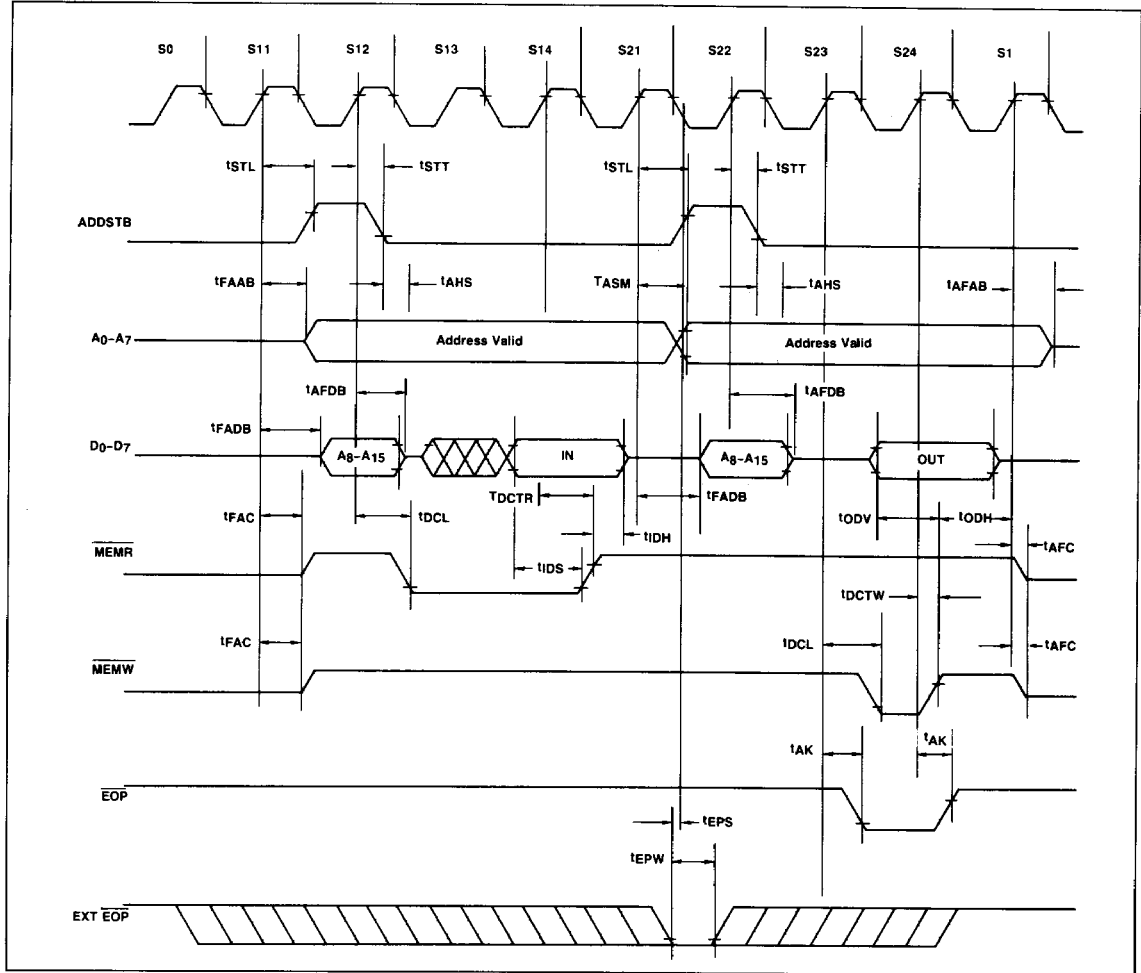 S0 S11 S12 S13 S14 S21 S22 S23 S24 S1
tSTL tSTT tSTL tSTT
ADDSTB
tFAAB tAHS TASM tAHS tAFAB
A0–A7 Address Valid Address Valid
tAFDB tAFDB
tFADB
D0–D7 A8–A15 IN A8–A15 OUT
TDCTR tFADB
tFAC tDCL tIDH tODV tODH
MEMR tIDS tAFC
tDCTW
tFAC tDCL tAFC
MEMW
tAK tAK
EOP
tEPS
tEPW
EXT EOP